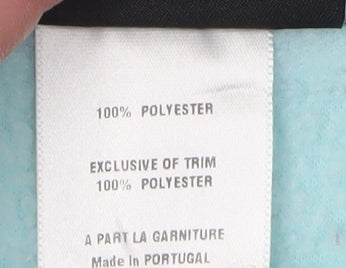 100% POLYESTER
EXCLUSIVE OF TRIM
100% POLYESTER
A PART LA GARNITURE
Made In PORTUGAL